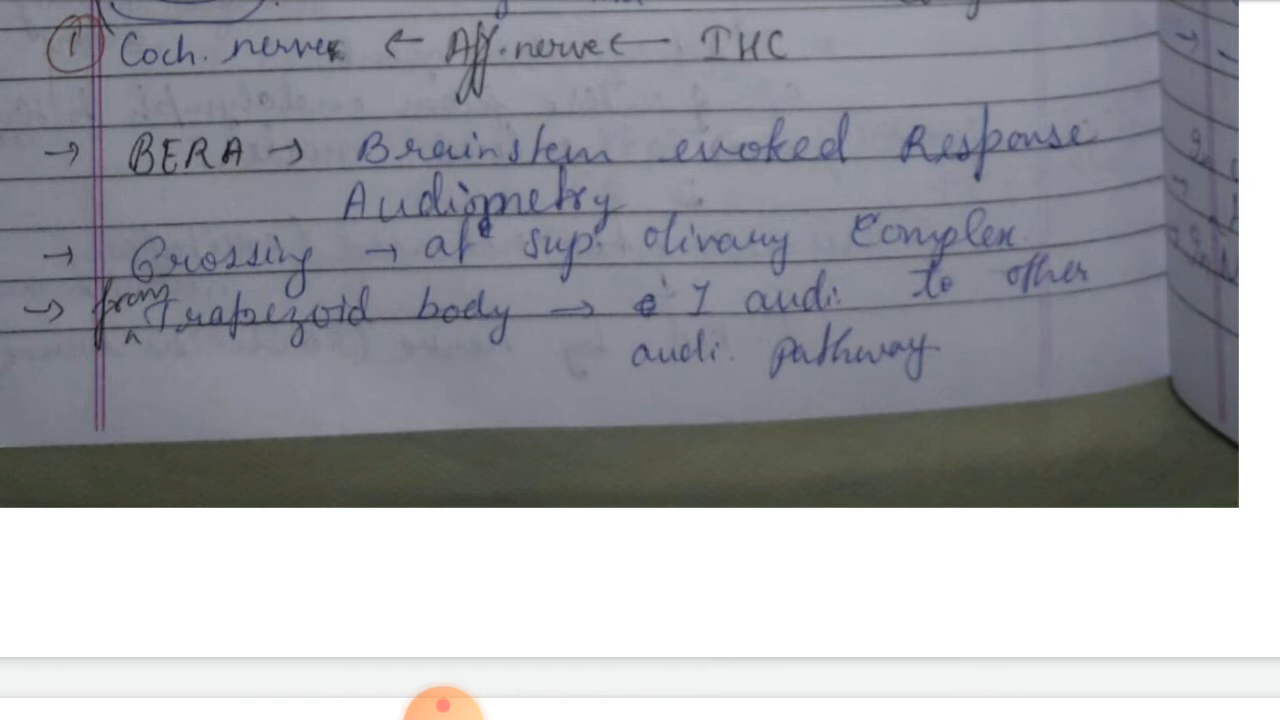 ① Coch. nerve ← Aff. nerve ← IHC
→ BERA → Brainstem evoked Response
Audiometry
→ Crossing → at sup. olivary complex
→ from Trapezoid body → 1 audi. to other
audi. pathway